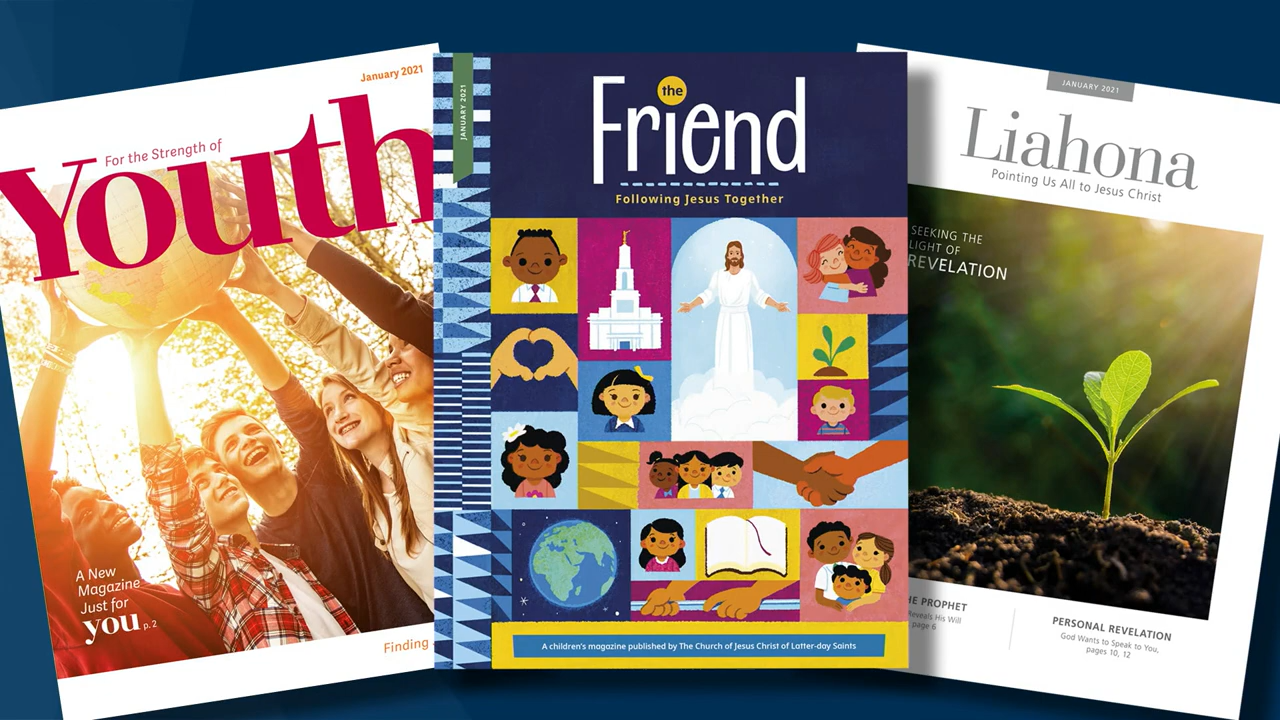 January 2021
For the Strength of
Youth
A New
Magazine
Just for
you p. 2
Finding
JANUARY 2021
the
Friend
Following Jesus Together
A children's magazine published by The Church of Jesus Christ of Latter-day Saints
JANUARY 2021
Liahona
Pointing Us All to Jesus Christ
SEEKING THE
LIGHT OF
REVELATION
HE PROPHET
Reveals His Will
page 6
PERSONAL REVELATION
God Wants to Speak to You,
pages 10, 12